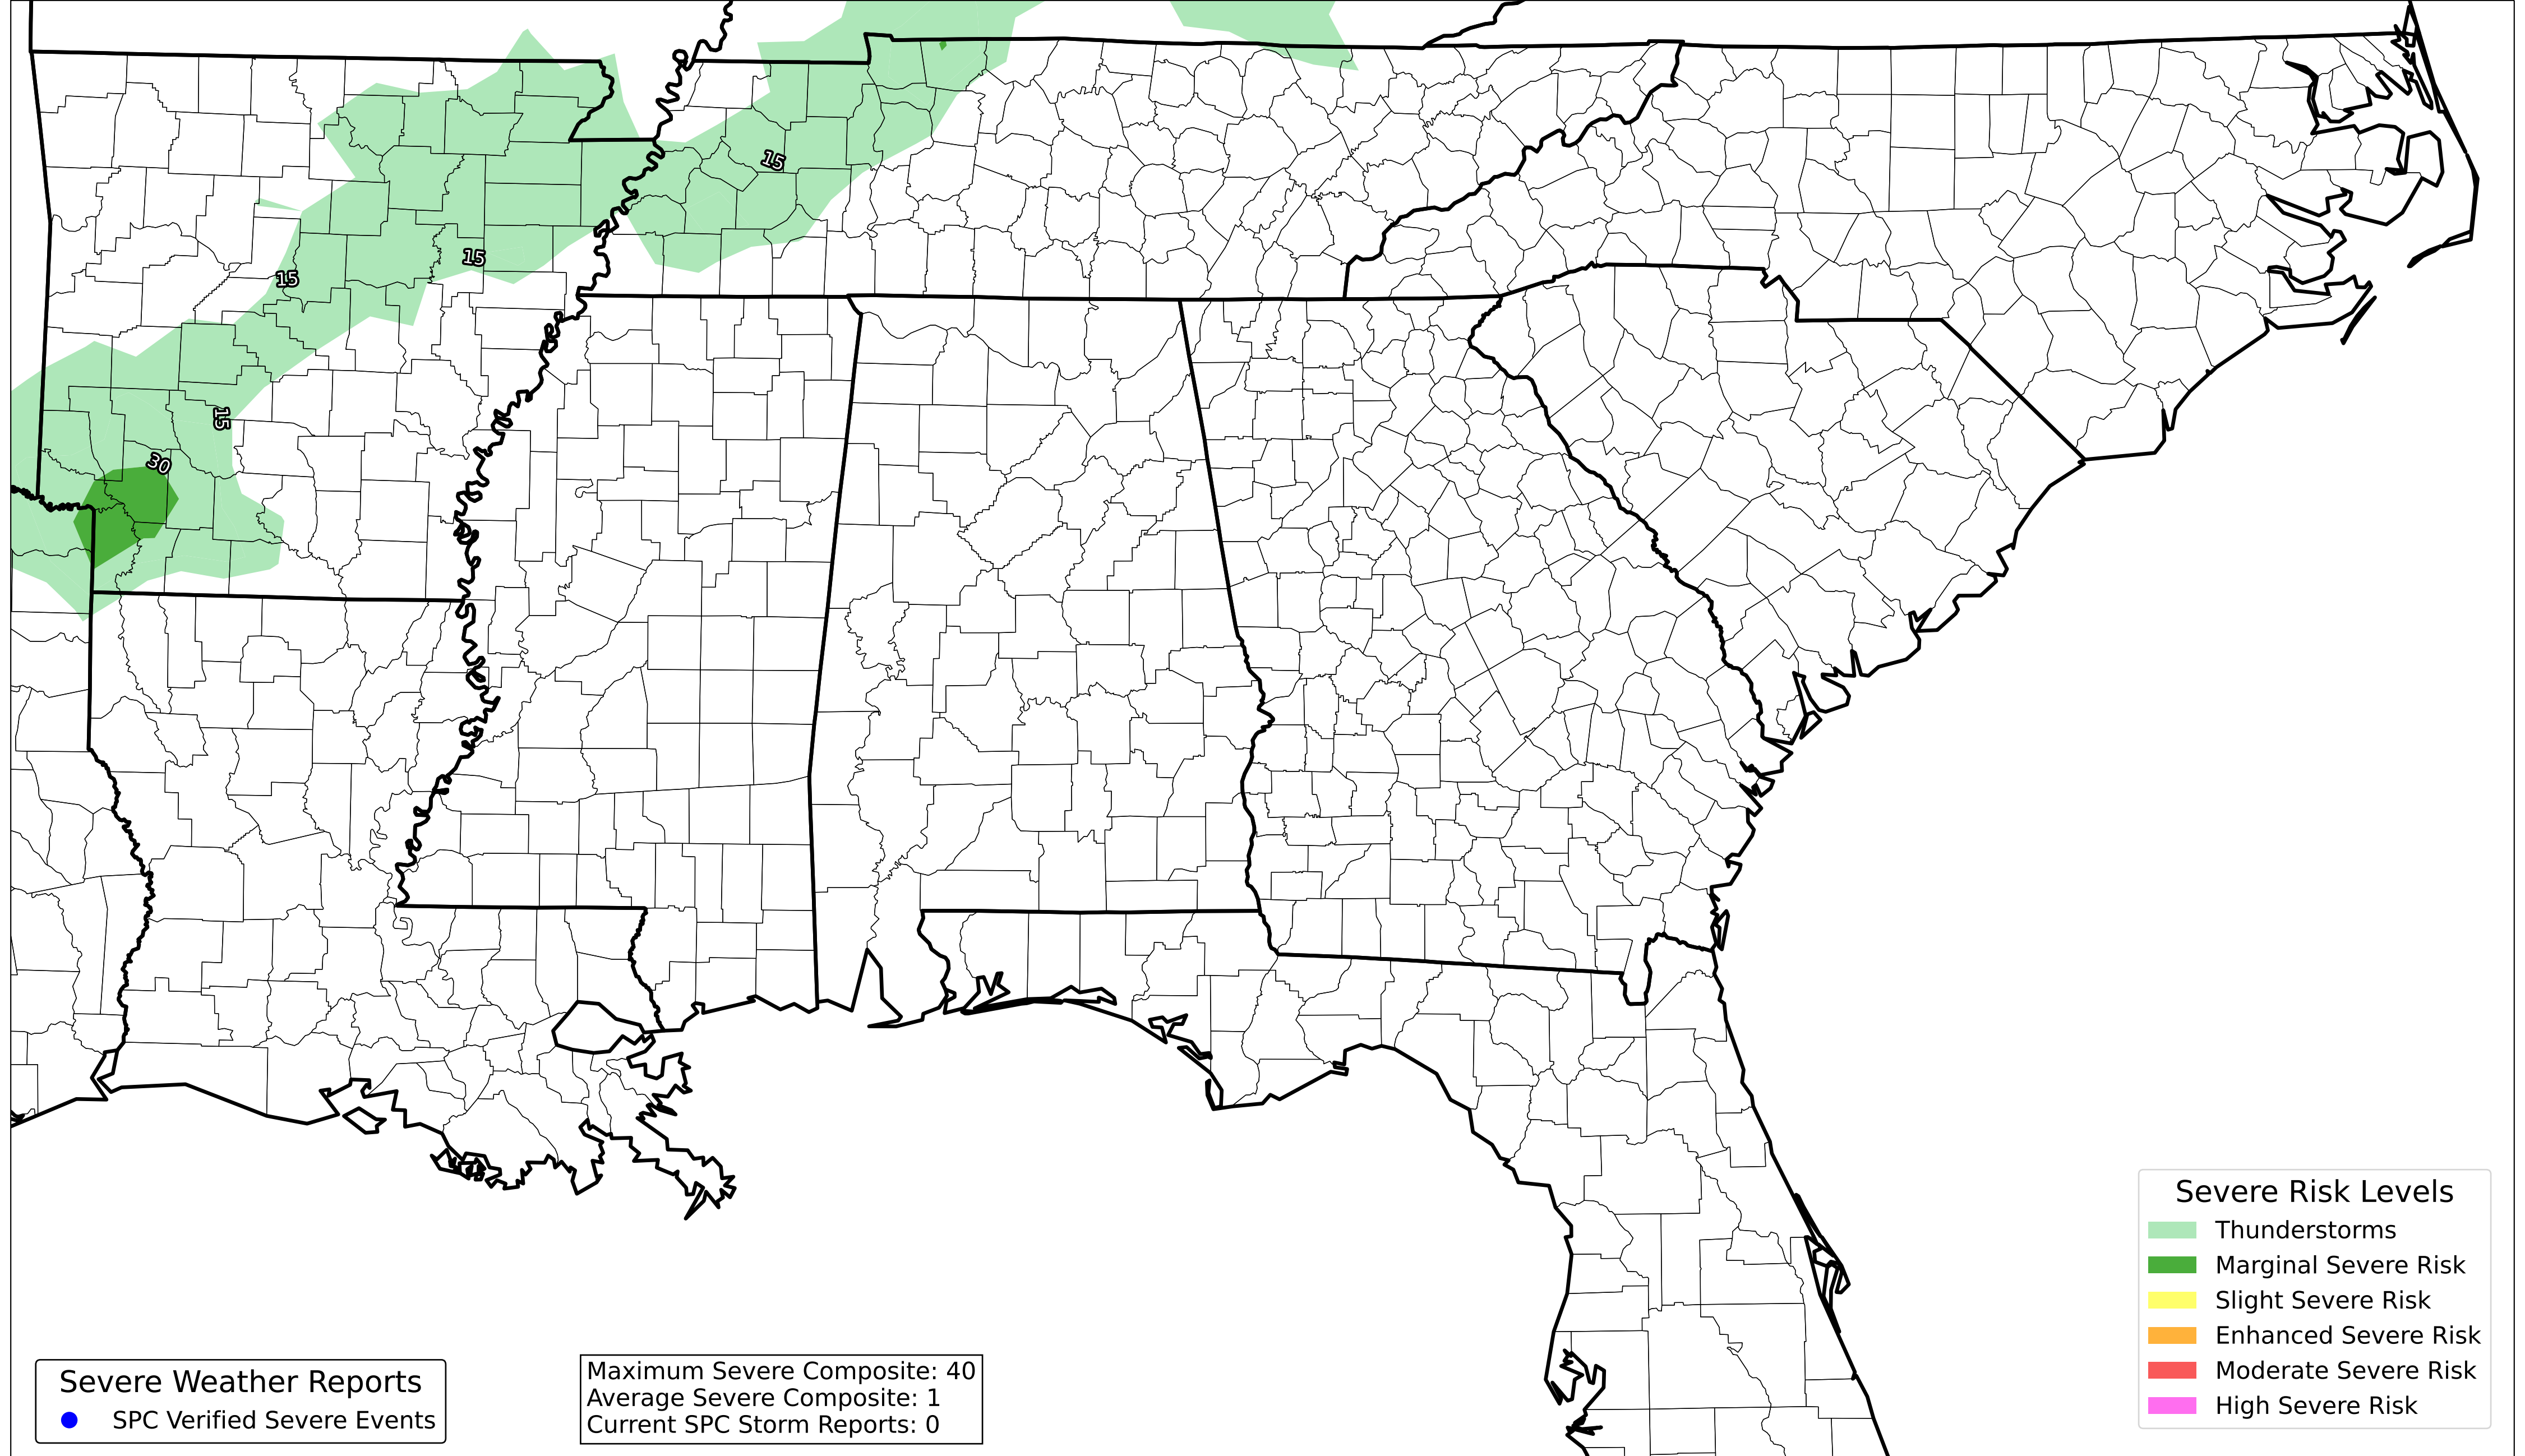 15
15
15
15
30
Severe Risk Levels
Thunderstorms
Marginal Severe Risk
Slight Severe Risk
Enhanced Severe Risk
Moderate Severe Risk
High Severe Risk
Severe Weather Reports
SPC Verified Severe Events
Maximum Severe Composite: 40
Average Severe Composite: 1
Current SPC Storm Reports: 0